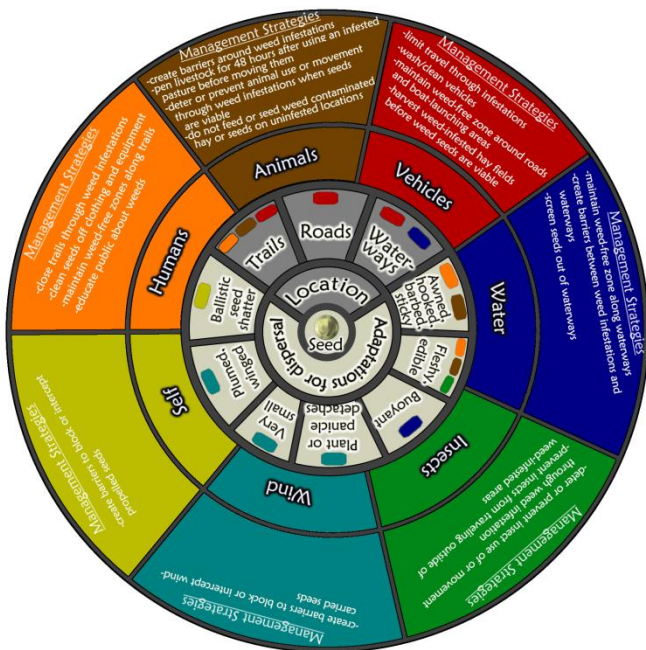 Management Strategies
-create barriers around weed infestations
-pen livestock for 48 hours after using an infested
pasture before moving them
-deter or prevent animal use or movement
through weed infestations when seeds
are viable
-do not feed or seed weed contaminated
hay or seeds on uninfested locations
Animals
Management Strategies
-limit travel through infestations
-wash/clean vehicles
-maintain weed-free zone around roads
and boat-launching areas
-harvest weed-infested hay fields
before weed seeds are viable
Vehicles
Management Strategies
-maintain weed-free zone along waterways
-create barriers between weed infestations and
waterways
-screen seeds out of waterways
Water
Management Strategies
-deter or prevent insect use of or movement
through weed infestation
-prevent insects from traveling outside of
weed-infested areas
Insects
Management Strategies
-create barriers to block or intercept wind-
carried seeds
Wind
Management Strategies
-create barriers to block or intercept
propelled seeds
Self
Management Strategies
-close trails through weed infestations
-clean seeds off clothing and equipment
-maintain weed-free zones along trails
-educate public about weeds
Humans
Trails
Roads
Water
ways
Awned,
hooked,
barbed,
sticky
Fleshy-
edible
Buoyant
Plant or
panicle
detaches
Very
small
Plumed,
winged
Ballistic
seed
shatter
Location
Adaptations for dispersal
Seed